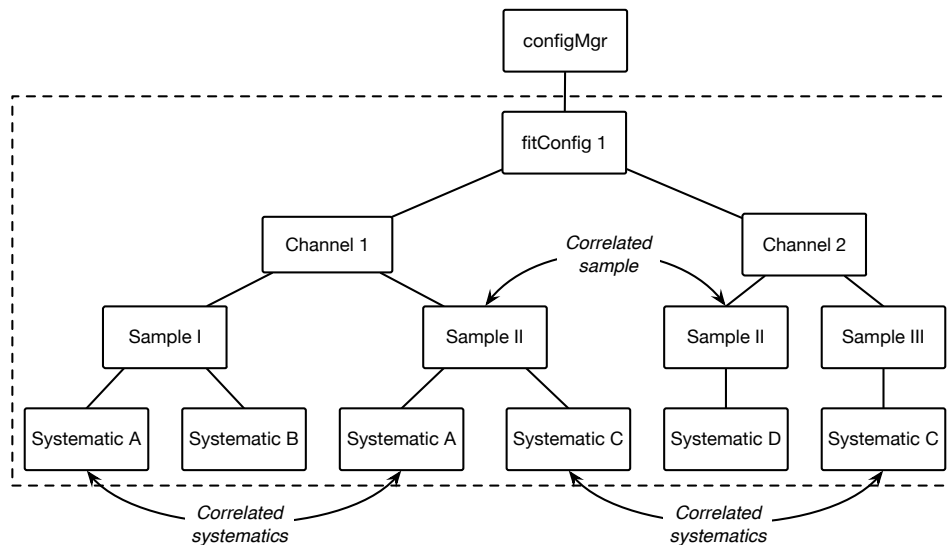 configMgr
fitConfig 1
Channel 1
Correlated
sample
Channel 2
Sample I
Sample II
Sample II
Sample III
Systematic A
Systematic B
Systematic A
Systematic C
Systematic D
Systematic C
Correlated
systematics
Correlated
systematics